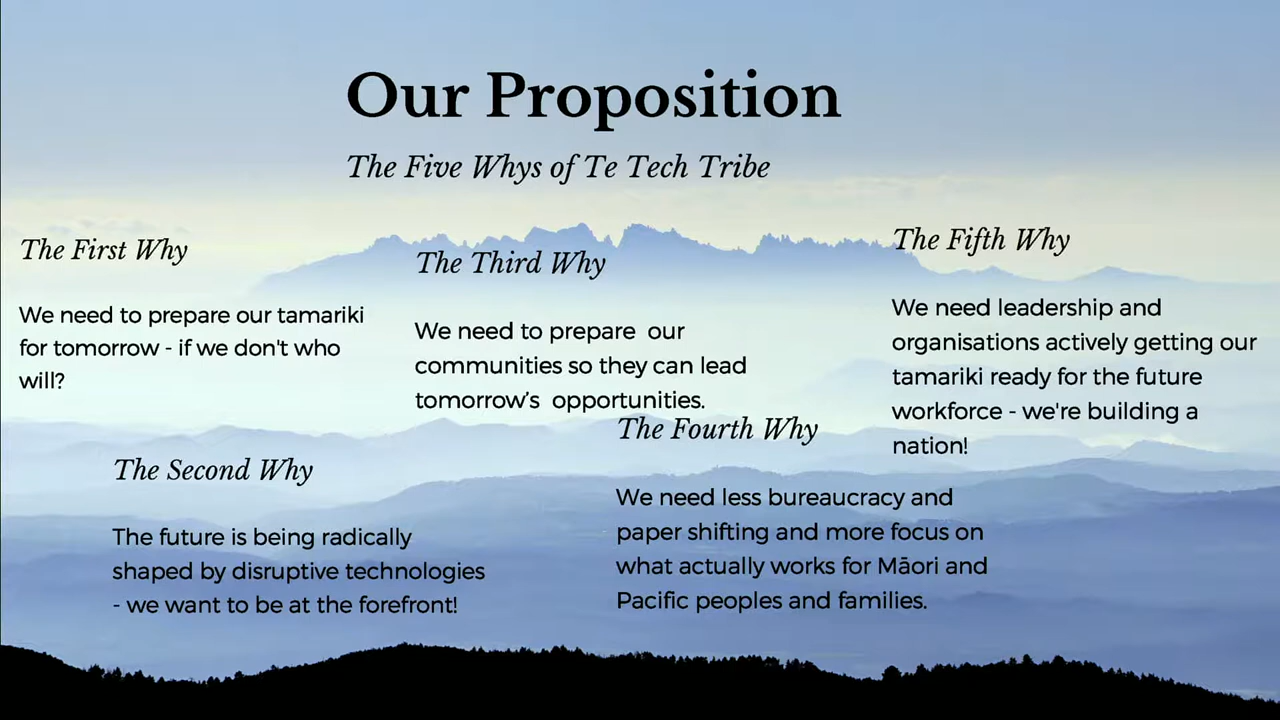 Our Proposition
The Five Whys of Te Tech Tribe
The First Why
We need to prepare our tamariki
for tomorrow - if we don't who
will?
The Second Why
The future is being radically
shaped by disruptive technologies
- we want to be at the forefront!
The Third Why
We need to prepare  our
communities so they can lead
tomorrow’s  opportunities.
The Fourth Why
We need less bureaucracy and
paper shifting and more focus on
what actually works for Māori and
Pacific peoples and families.
The Fifth Why
We need leadership and
organisations actively getting our
tamariki ready for the future
workforce - we're building a
nation!